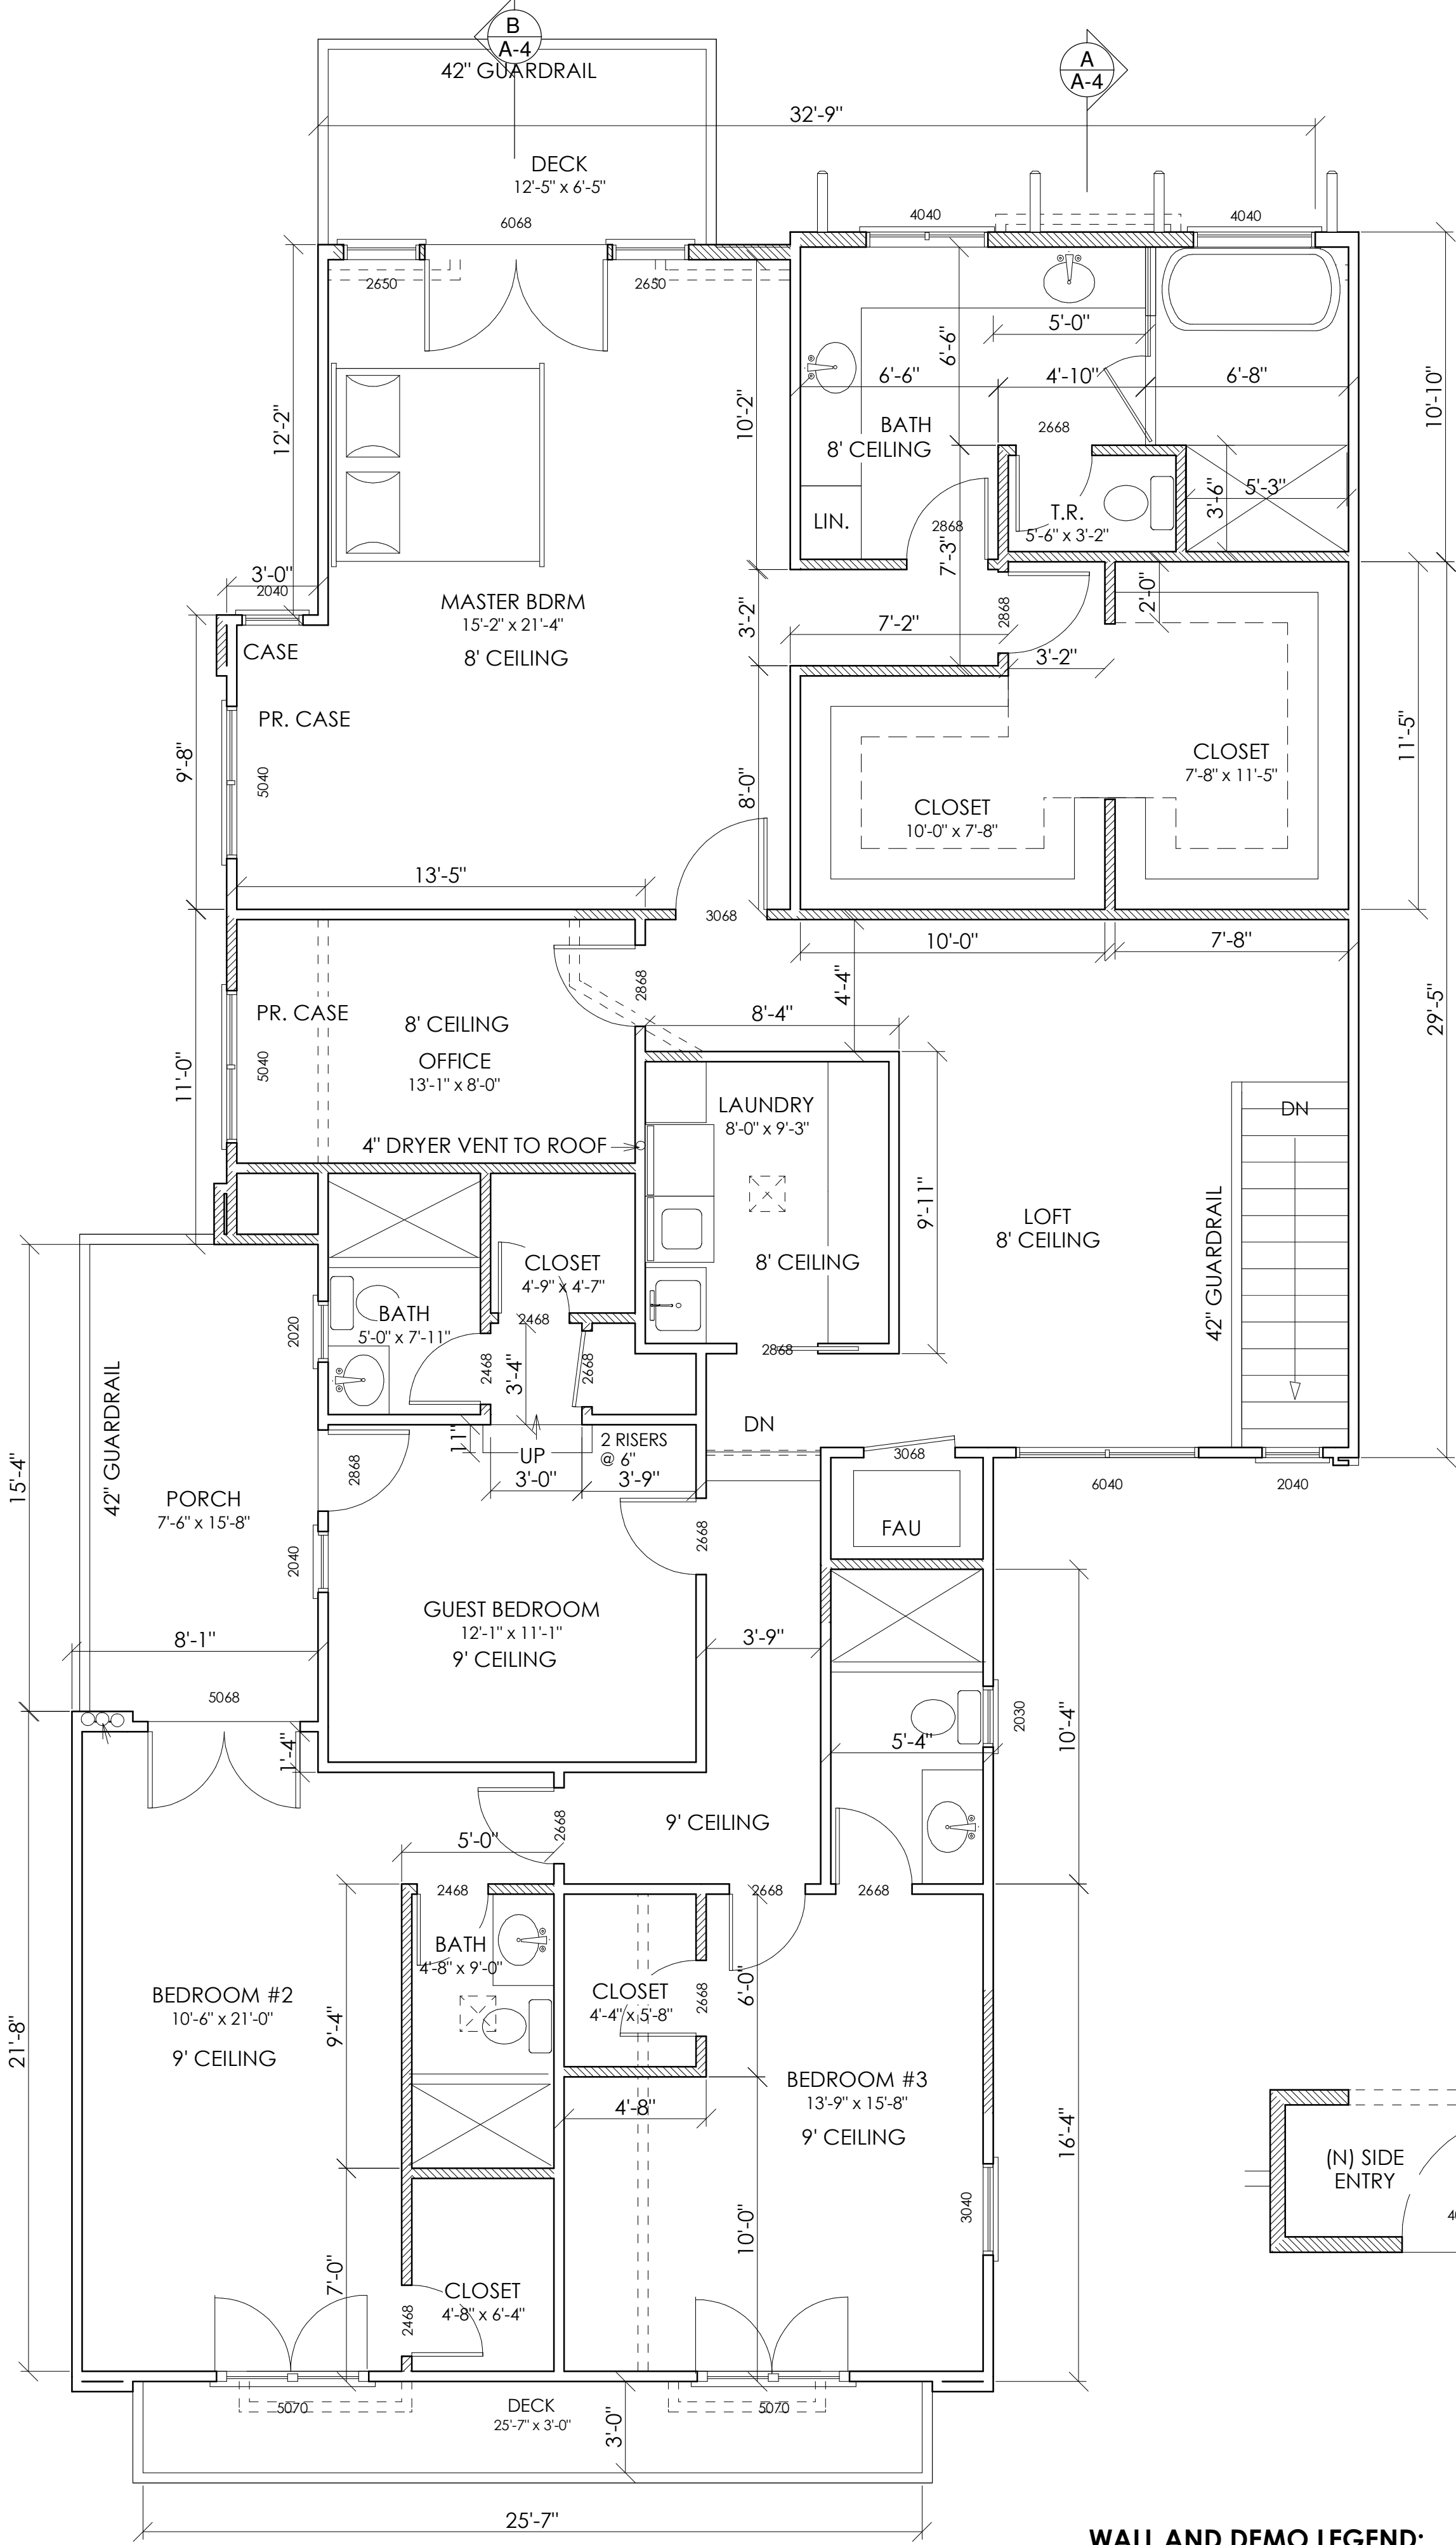 B
A-4
42" GUARDRAIL
A
A-4
32'-9"
DECK
12'-5" x 6'-5"
6068
4040
4040
2650
2650
5'-0"
6'-6"
6'-6"
4'-10"
6'-8"
10'-10"
12'-2"
10'-2"
BATH
8' CEILING
2668
LIN.
2868
7'-3"
T.R.
5'-6" x 3'-2"
3'-6"
5'-3"
3'-0"
2040
CASE
MASTER BDRM
15'-2" x 21'-4"
8' CEILING
3'-2"
7'-2"
2868
2'-0"
3'-2"
PR. CASE
5040
9'-8"
8'-0"
CLOSET
7'-8" x 11'-5"
CLOSET
10'-0" x 7'-8"
11'-5"
13'-5"
3068
10'-0"
7'-8"
4'-4"
2868
PR. CASE
8' CEILING
8'-4"
29'-5"
OFFICE
13'-1" x 8'-0"
5040
11'-0"
4" DRYER VENT TO ROOF
LAUNDRY
8'-0" x 9'-3"
8' CEILING
9'-11"
DN
LOFT
8' CEILING
42" GUARDRAIL
CLOSET
4'-9" x 4'-7"
2468
BATH
5'-0" x 7'-11"
2020
2468
3'-4"
2668
2868
42" GUARDRAIL
11"
UP
3'-0"
2 RISERS
@ 6"
3'-9"
DN
3068
6040
2040
15'-4"
PORCH
7'-6" x 15'-8"
2868
2040
2668
FAU
GUEST BEDROOM
12'-1" x 11'-1"
9' CEILING
8'-1"
3'-9"
5068
1'-4"
2030
5'-4"
10'-4"
2668
9' CEILING
5'-0"
2468
2668
2668
BATH
4'-8" x 9'-0"
CLOSET
4'-4" x 5'-8"
2668
6'-0"
BEDROOM #2
10'-6" x 21'-0"
9' CEILING
9'-4"
21'-8"
4'-8"
BEDROOM #3
13'-9" x 15'-8"
9' CEILING
16'-4"
3040
10'-0"
7'-0"
CLOSET
4'-8" x 6'-4"
2468
(N) SIDE
ENTRY
5070
DECK
25'-7" x 3'-0"
3'-0"
5070
25'-7"
WALL AND DEMO LEGEND: